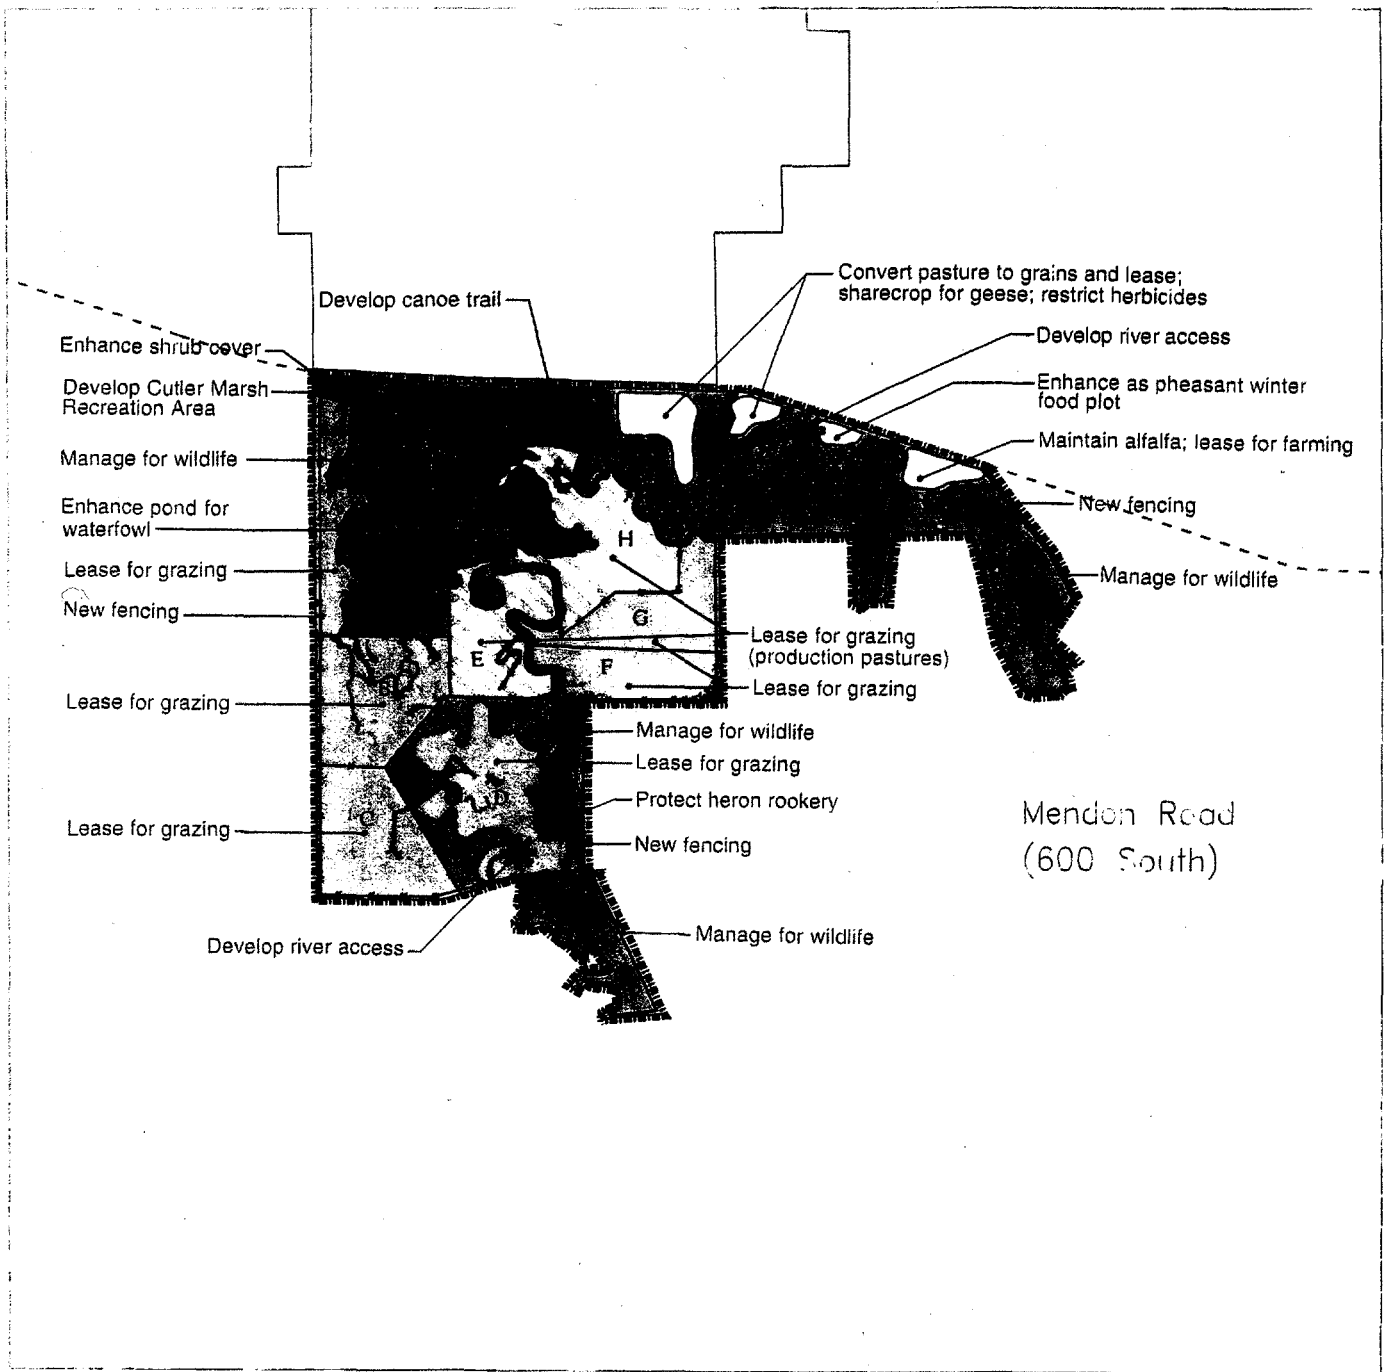 Convert pasture to grains and lease;
sharecrop for geese; restrict herbicides
Develop canoe trail
Develop river access
Enhance shrub cover
Develop Cutler Marsh
Recreation Area
Enhance as pheasant winter
food plot
Maintain alfalfa; lease for farming
Manage for wildlife
New fencing
Enhance pond for
waterfowl
H
Lease for grazing
Manage for wildlife
New fencing
G
Lease for grazing
(production pastures)
E
F
B
Lease for grazing
Lease for grazing
Manage for wildlife
Lease for grazing
D
Protect heron rookery
C
Lease for grazing
New fencing
Mendon Road
(600 South)
Develop river access
Manage for wildlife